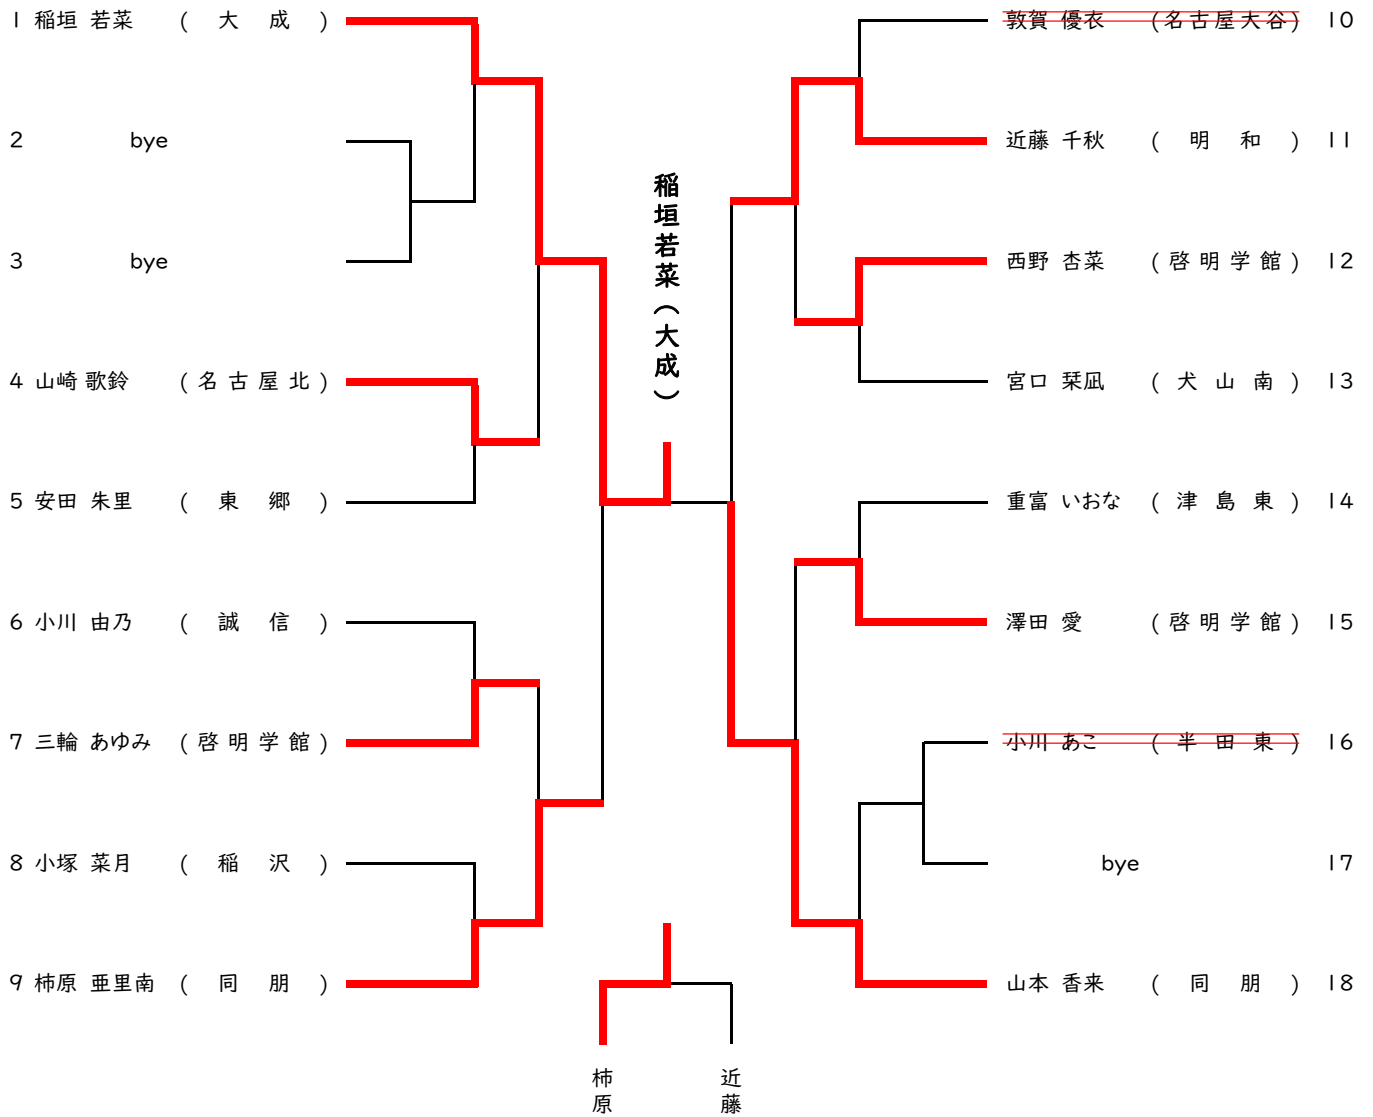 1 稲垣 若菜 ( 大 成 )
2 bye
3 bye
4 山崎 歌鈴 ( 名 古 屋 北 )
5 安田 朱里 ( 東 郷 )
6 小川 由乃 ( 誠 信 )
7 三輪 あゆみ ( 啓 明 学 館 )
8 小塚 菜月 ( 稲 沢 )
9 柿原 亜里南 ( 同 朋 )
稲垣若菜(大成)
柿原
近藤
敦賀 優衣 (名古屋大谷) 10
近藤 千秋 ( 明 和 ) 11
西野 杏菜 ( 啓 明 学 館 ) 12
宮口 栞凪 ( 犬 山 南 ) 13
重富 いおな ( 津 島 東 ) 14
澤田 愛 ( 啓 明 学 館 ) 15
小川 あこ ( 半 田 東 ) 16
bye 17
山本 香来 ( 同 朋 ) 18